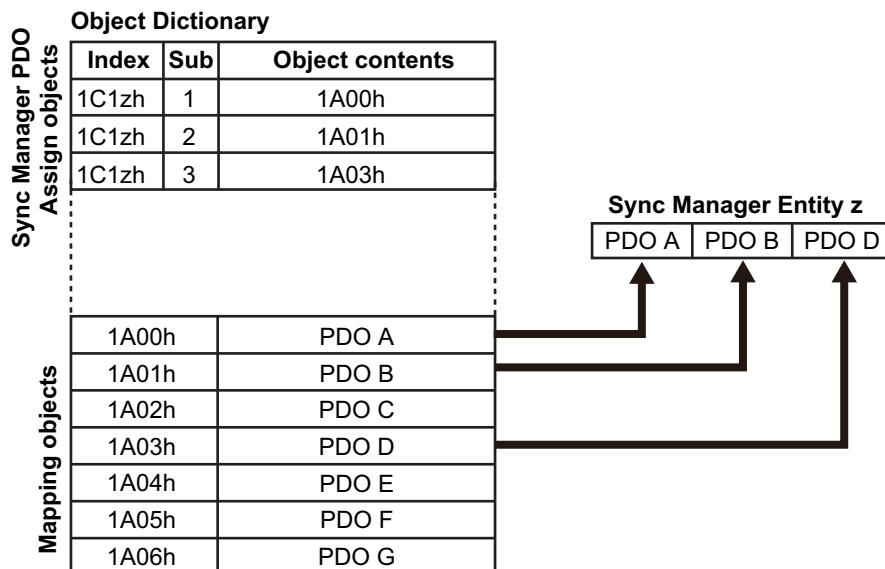 Object Dictionary
Sync Manager PDO
Assign objects
Index Sub Object contents
1C1zh 1 1A00h
1C1zh 2 1A01h
1C1zh 3 1A03h
Sync Manager Entity z
PDO A PDO B PDO D
Mapping objects
1A00h PDO A
1A01h PDO B
1A02h PDO C
1A03h PDO D
1A04h PDO E
1A05h PDO F
1A06h PDO G